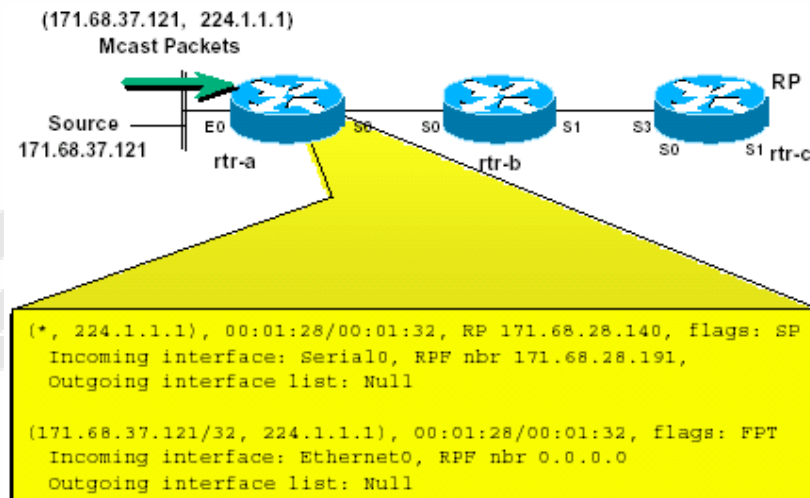 (171.68.37.121, 224.1.1.1)
Mcast Packets
RP
Source
171.68.37.121
E0
S0
S0
S1
S3
S0
S1
rtr-a
rtr-b
rtr-c
(*, 224.1.1.1), 00:01:28/00:01:32, RP 171.68.28.140, flags: SP
Incoming interface: Serial0, RPF nbr 171.68.28.191,
Outgoing interface list: Null
(171.68.37.121/32, 224.1.1.1), 00:01:28/00:01:32, flags: FPT
Incoming interface: Ethernet0, RPF nbr 0.0.0.0
Outgoing interface list: Null